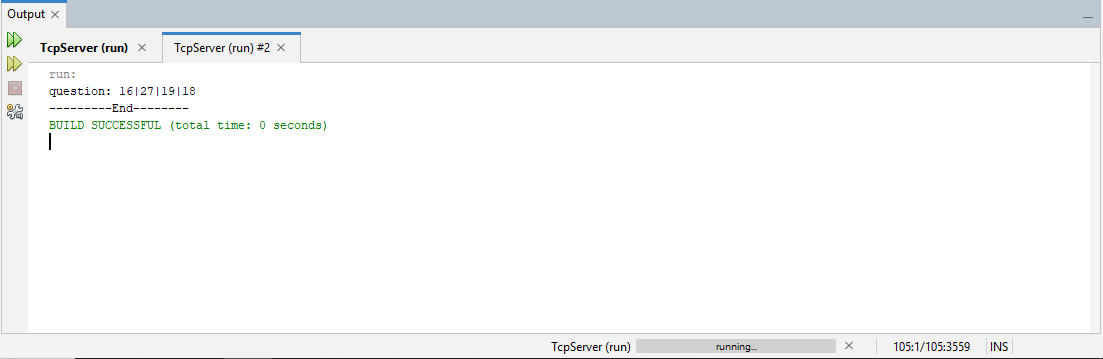 Output
TcpServer (run) TcpServer (run) #2
run:
question: 16|27|19|18
---------End--------
BUILD SUCCESSFUL (total time: 0 seconds)
TcpServer (run) running... 105:1/105:3559 INS